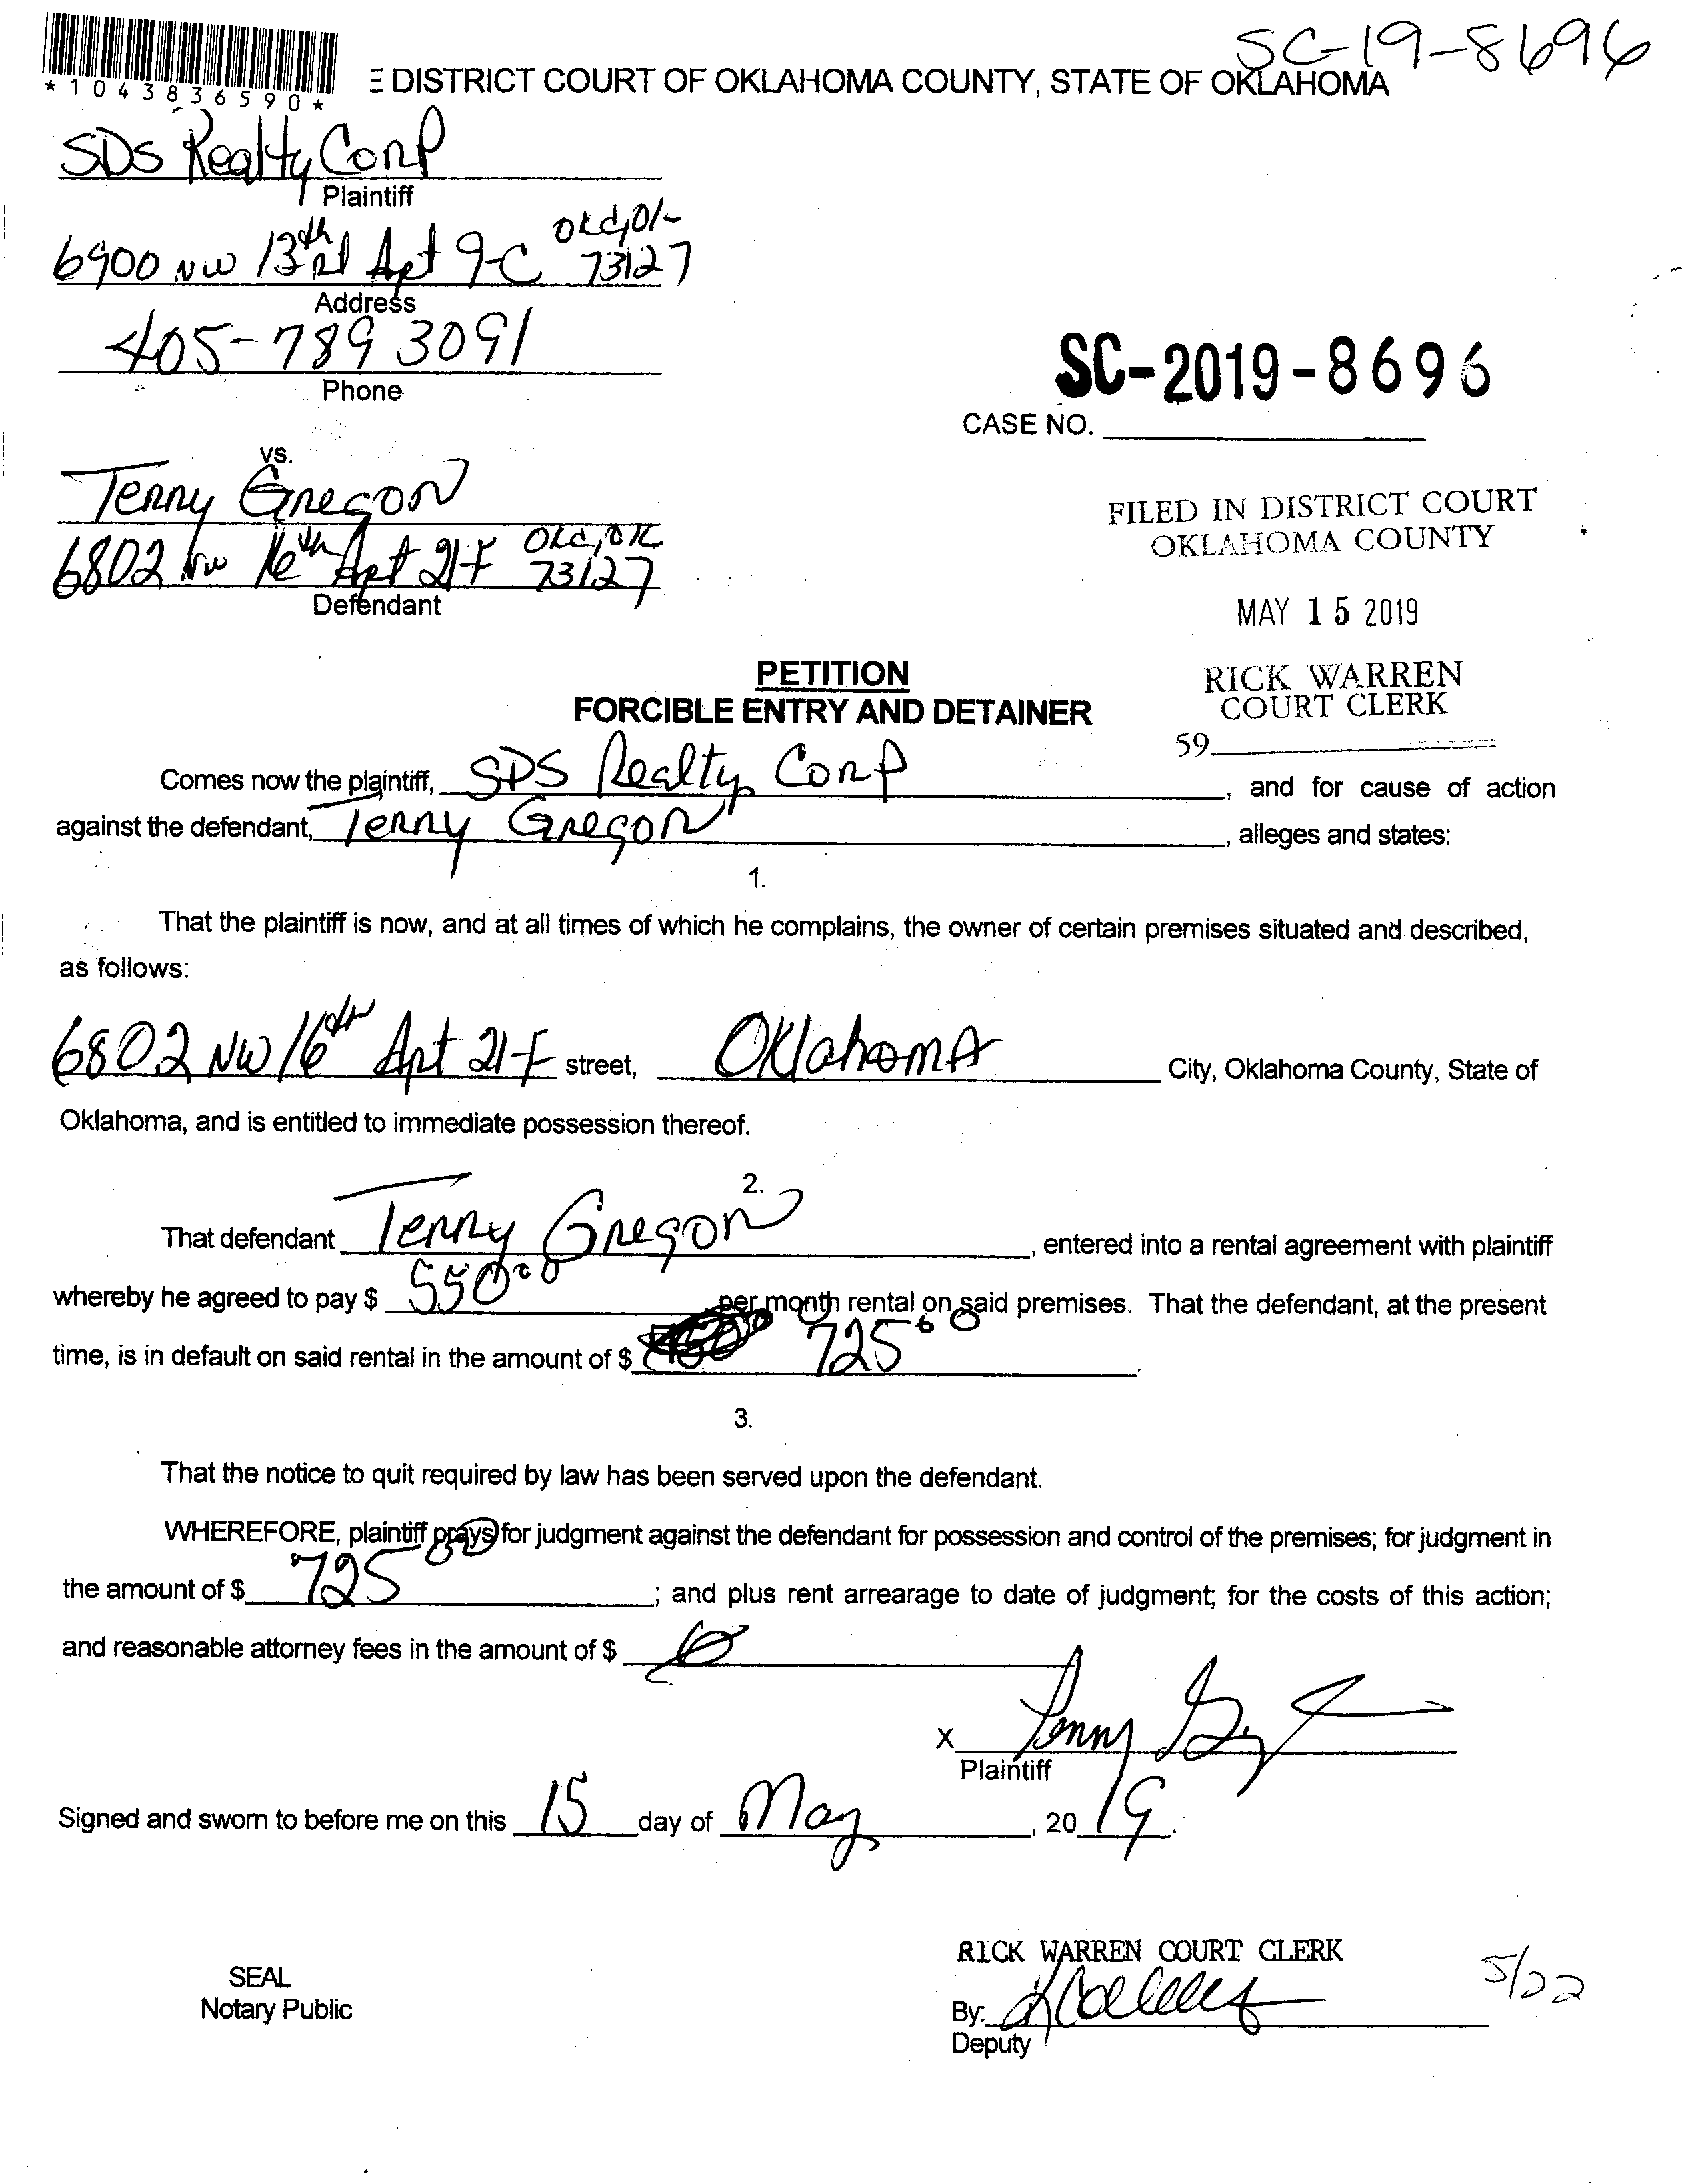 SC-19-8696
*1043836590*
E DISTRICT COURT OF OKLAHOMA COUNTY, STATE OF OKLAHOMA
SDS Realty Corp
Plaintiff
6900 NW 13th Apt 9-C OKC, OK 73127
Address
405-789 3091
Phone
SC-2019-8696
CASE NO.
vs.
Terry Gregor
6802 NW 16th Apt 21-F OKC, OK 73127
Defendant
FILED IN DISTRICT COURT
OKLAHOMA COUNTY
MAY 15 2019
RICK WARREN
COURT CLERK
59
PETITION
FORCIBLE ENTRY AND DETAINER
Comes now the plaintiff, SDS Realty Corp, and for cause of action
against the defendant, Terry Gregor, alleges and states:
1.
That the plaintiff is now, and at all times of which he complains, the owner of certain premises situated and described,
as follows:
6802 NW 16th Apt 21-F street, Oklahoma City, Oklahoma County, State of
Oklahoma, and is entitled to immediate possession thereof.
2.
That defendant Terry Gregor, entered into a rental agreement with plaintiff
whereby he agreed to pay $ 550.00 per month rental on said premises. That the defendant, at the present
time, is in default on said rental in the amount of $ 725.00.
3.
That the notice to quit required by law has been served upon the defendant.
WHEREFORE, plaintiff prays for judgment against the defendant for possession and control of the premises; for judgment in
the amount of $ 725.00; and plus rent arrearage to date of judgment; for the costs of this action;
and reasonable attorney fees in the amount of $ 0
X
Plaintiff
Signed and sworn to before me on this 15 day of May, 2019.
RICK WARREN COURT CLERK
5/22
SEAL
Notary Public
By:
Deputy